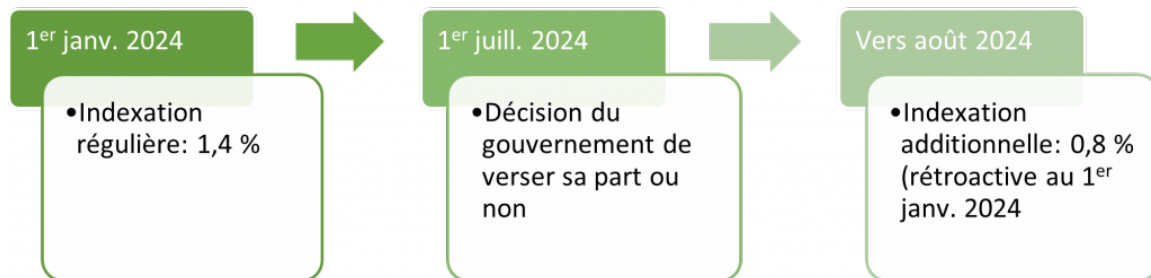 1er janv. 2024
•Indexation
régulière: 1,4 %
1er juill. 2024
•Décision du
gouvernement de
verser sa part ou
non
Vers août 2024
•Indexation
additionnelle: 0,8 %
(rétroactive au 1er
janv. 2024